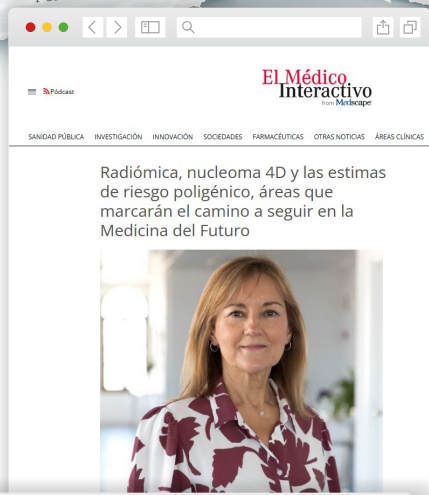 Pódcast
El Médico
Interactivo
from Medscape
SANIDAD PÚBLICA INVESTIGACIÓN INNOVACIÓN SOCIEDADES FARMACÉUTICAS OTRAS NOTICIAS ÁREAS CLÍNICAS
Radiómica, nucleoma 4D y las estimas
de riesgo poligénico, áreas que
marcarán el camino a seguir en la
Medicina del Futuro